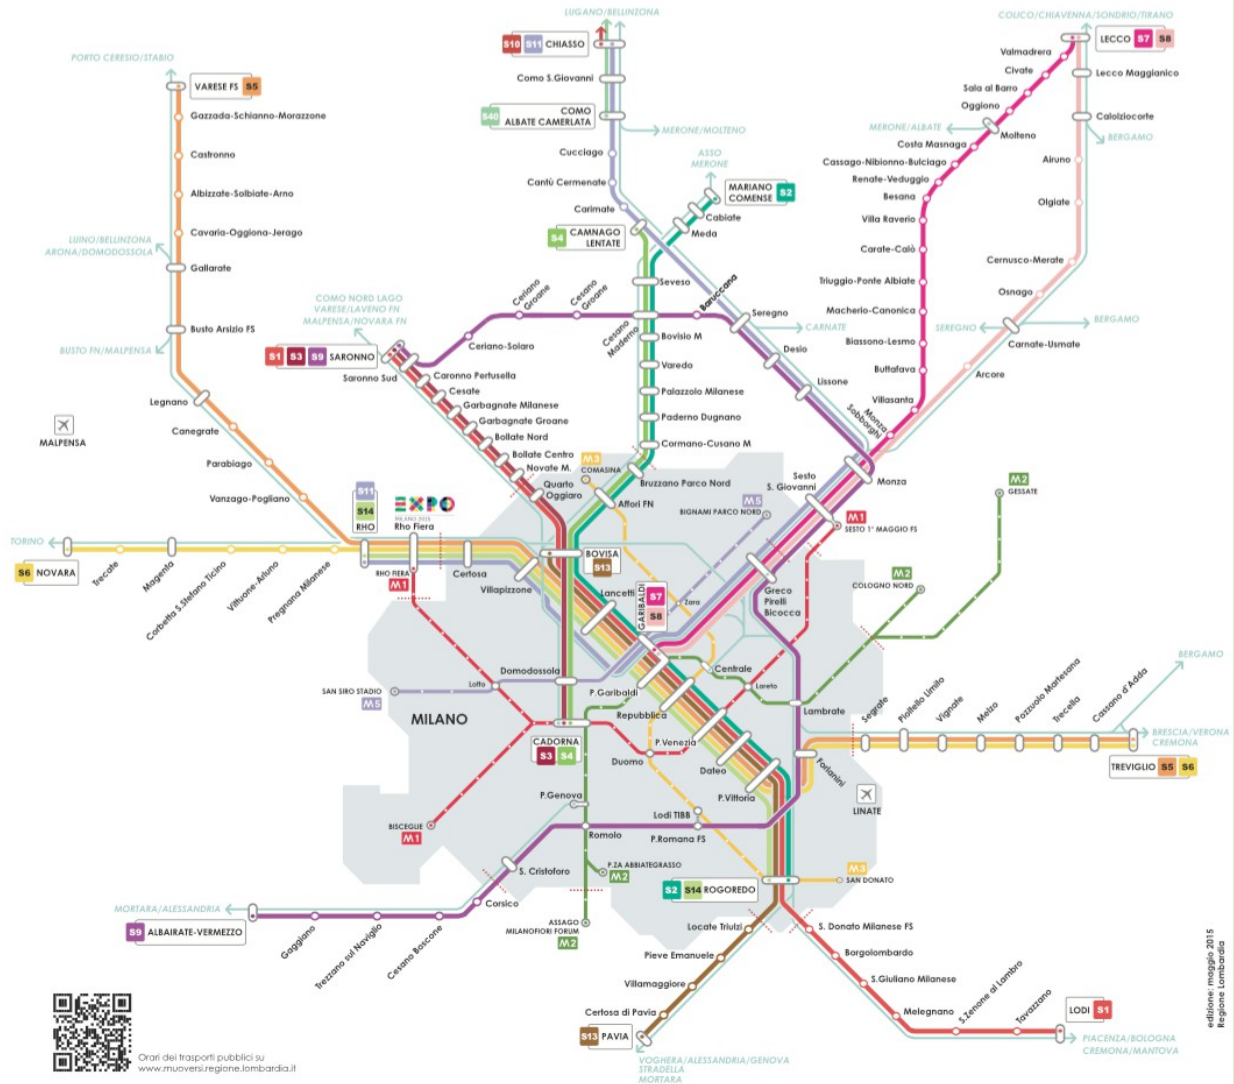 LUGANO/BELLINZONA
COLICO/CHIAVENNA/SONDRIO/TIRANO
S10 S11 CHIASSO
LECCO S7 S8
PORTO CERESIO/STABIO
VARESE FS S5
Gazzada-Schianno-Morazzone
Castronno
Albizzate-Solbiate-Arno
Cavaria-Oggiona-Jerago
LUINO/BELLINZONA
ARONA/DOMODOSSOLA
Gallarate
Busto Arsizio FS
BUSTO FN/MALPENSA
Legnano
Canegrate
Parabiago
Vanzago-Pogliano
MALPENSA
Como S.Giovanni
S40 COMO
ALBATE CAMERLATA
MERONE/MOLTENO
Cucciago
Cantù Cermenate
Carimate
ASSO
MERONE
MARIANO
COMENSE S2
Cabiate
Meda
S4 CAMNAGO
LENTATE
Seveso
Baruccana
Seregno
CARNATE
Desio
Lissone
Cesano
Maderno
Bovisio M
Varedo
Palazzolo Milanese
Paderno Dugnano
Cormano-Cusano M
Bruzzano Parco Nord
Affori FN
COMO NORD LAGO
VARESE/LAVENO FN
MALPENSA/NOVARA FN
S1 S3 S9 SARONNO
Saronno Sud
Ceriano-Solaro
Ceriano
Groane
Cesano
Groane
Caronno Pertusella
Cesate
Garbagnate Milanese
Garbagnate Groane
Bollate Nord
Bollate Centro
Novate M.
Quarto
Oggiaro
Valmadrera
Civate
Sala al Barro
Oggiono
MERONE/ALBATE
Molteno
Costa Masnaga
Cassago-Nibionno-Bulciago
Renate-Veduggio
Besana
Villa Raverio
Carate-Calò
Triuggio-Ponte Albiate
Macherio-Canonica
Biassono-Lesmo
Buttafava
Villasanta
Monza
Sobborghi
Lecco Maggianico
Calolziocorte
BERGAMO
Airuno
Olgiate
Cernusco-Merate
Osnago
SEREGNO
BERGAMO
Carnate-Usmate
Arcore
Monza
Sesto
S. Giovanni
M1
SESTO 1° MAGGIO FS
M3
COMASINA
M5
BIGNAMI PARCO NORD
M2
GESSATE
M2
COLOGNO NORD
Greco
Pirelli
Bicocca
S11
S14
RHO
EXPO
MILANO 2015
Rho Fiera
RHO FIERA
M1
TORINO
S6 NOVARA
Trecate
Magenta
Corbetta S.Stefano Ticino
Vittuone-Arluno
Pregnana Milanese
Certosa
Villapizzone
BOVISA
S13
Lancetti
GARIBALDI
S7
S8
Zara
Domodossola
P.Garibaldi
Centrale
Loreto
Lambrate
Lotto
SAN SIRO STADIO
M5
MILANO
Repubblica
CADORNA
S3 S4
Duomo
P.Venezia
Dateo
P.Vittoria
Forlanini
LINATE
Segrate
Pioltello Limito
Vignate
Melzo
Pozzuolo Martesana
Trecella
Cassano d'Adda
BERGAMO
BRESCIA/VERONA
CREMONA
TREVIGLIO S5 S6
BISCEGLIE
M1
P.Genova
Romolo
Lodi TIBB
P.Romana FS
P.ZA ABBIATEGRASSO
M2
S. Cristoforo
Corsico
ASSAGO
MILANOFIORI FORUM
M2
S2 S14 ROGOREDO
M3
SAN DONATO
MORTARA/ALESSANDRIA
S9 ALBAIRATE-VERMEZZO
Gaggiano
Trezzano sul Naviglio
Cesano Boscone
Locate Triulzi
Pieve Emanuele
Villamaggiore
Certosa di Pavia
S13 PAVIA
VOGHERA/ALESSANDRIA/GENOVA
STRADELLA
MORTARA
S. Donato Milanese FS
Borgolombardo
S.Giuliano Milanese
Melegnano
S.Zenone al Lambro
Tavazzano
LODI S1
PIACENZA/BOLOGNA
CREMONA/MANTOVA
edizione: maggio 2015
Regione Lombardia
Orari dei trasporti pubblici su
www.muoversi.regione.lombardia.it